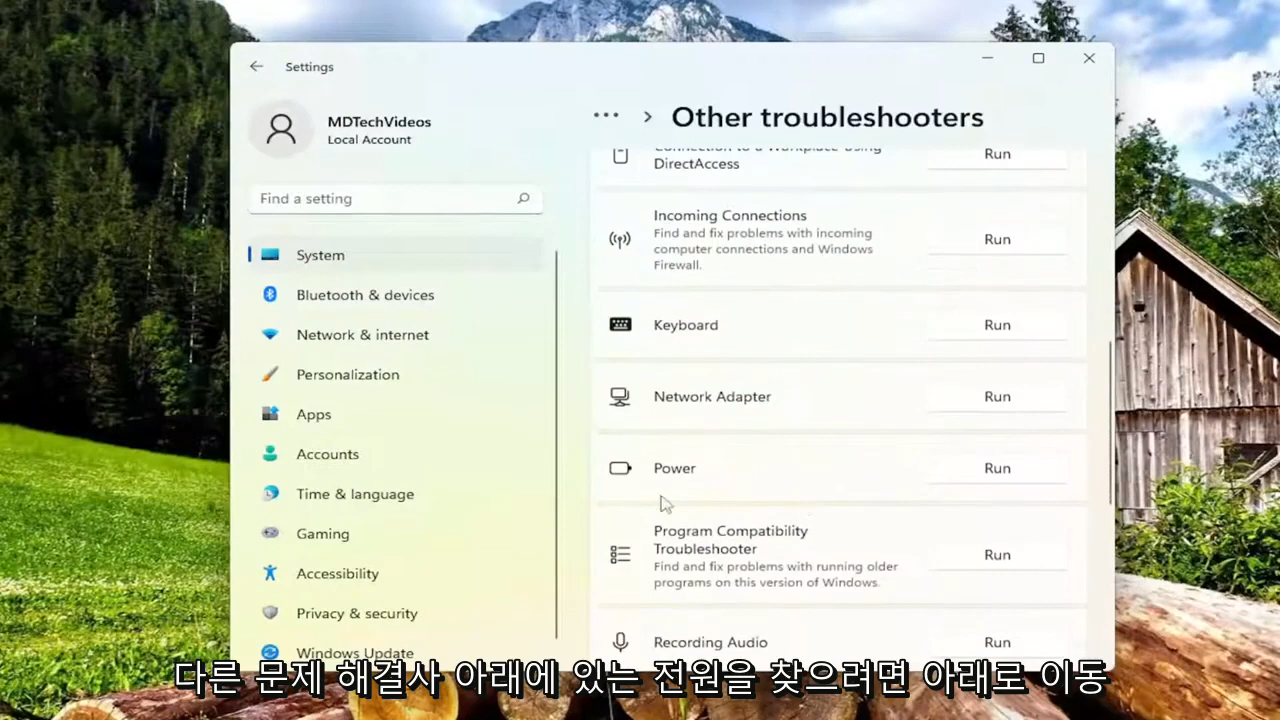 Settings
MDTechVideos
Local Account
Find a setting
System
Bluetooth & devices
Network & internet
Personalization
Apps
Accounts
Time & language
Gaming
Accessibility
Privacy & security
Windows Update
Other troubleshooters
Connection to a Workplace Using
DirectAccess
Run
Incoming Connections
Find and fix problems with incoming
computer connections and Windows
Firewall.
Run
Keyboard
Run
Network Adapter
Run
Power
Run
Program Compatibility
Troubleshooter
Find and fix problems with running older
programs on this version of Windows.
Run
Recording Audio
Run
다른 문제 해결사 아래에 있는 전원을 찾으려면 아래로 이동